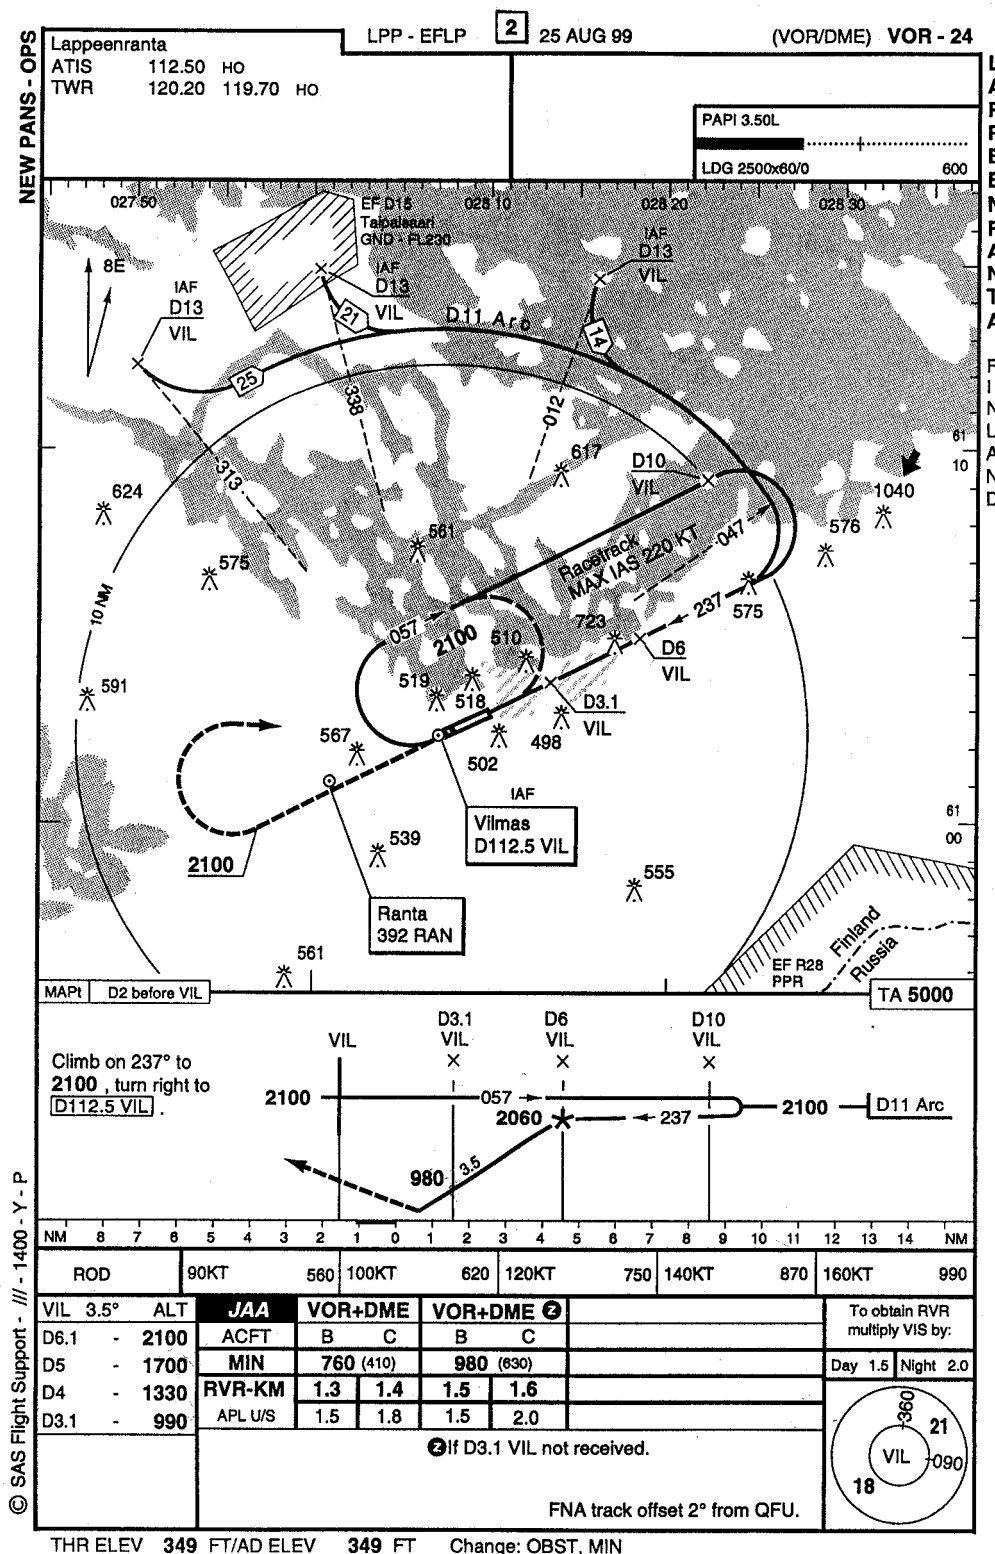 LPP - EFLP 2 25 AUG 99 (VOR/DME) VOR - 24
NEW PANS - OPS
Lappeenranta
ATIS 112.50 HO
TWR 120.20 119.70 HO
PAPI 3.50L
LDG 2500x60/0 600
LAPPEENRANTA
FINLAND
027 50 028 10 028 20 028 30
EF D15
Taipalsaari
GND - FL230
8E
IAF
D13
VIL
IAF
D13
VIL
IAF
D13
VIL
D11 Arc
21
14
25
338
012
313
61
10
617
D10
VIL
1040
624
561
576
575
Racetrack
MAX IAS 220 KT
047
10 NM
057
2100
510
723
237
575
D6
VIL
591
519
518
D3.1
VIL
567
498
502
IAF
Vilmas
D112.5 VIL
61
00
2100
539
555
Ranta
392 RAN
Finland
Russia
EF R28
PPR
561
MAPt D2 before VIL
TA 5000
D3.1 D6 D10
VIL VIL VIL VIL
Climb on 237° to
2100 , turn right to
D112.5 VIL .
2100 057 2100 D11 Arc
2060 237
980 3.5
NM 8 7 6 5 4 3 2 1 0 1 2 3 4 5 6 7 8 9 10 11 12 13 14 NM
ROD 90KT 560 100KT 620 120KT 750 140KT 870 160KT 990
VIL 3.5° ALT
D6.1 - 2100
D5 - 1700
D4 - 1330
D3.1 - 990
JAA VOR+DME VOR+DME 2
ACFT B C B C
MIN 760 (410) 980 (630)
RVR-KM 1.3 1.4 1.5 1.6
APL U/S 1.5 1.8 1.5 2.0
2 If D3.1 VIL not received.
FNA track offset 2° from QFU.
To obtain RVR
multiply VIS by:
Day 1.5 Night 2.0
360
21
VIL
090
18
© SAS Flight Support - /// - 1400 - Y - P
THR ELEV 349 FT/AD ELEV 349 FT Change: OBST, MIN